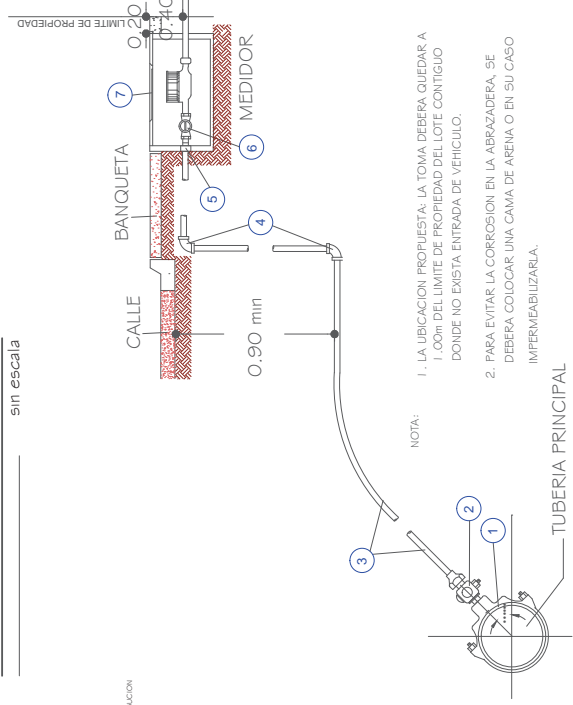 sin escala
LIMITE DE PROPIEDAD
0.20
0.40
7
MEDIDOR
BANQUETA
6
5
4
CALLE
0.90 min
NOTA:
1. LA UBICACION PROPUESTA: LA TOMA DEBERA QUEDAR A
1.00m DEL LIMITE DE PROPIEDAD DEL LOTE CONTIGUO
DONDE NO EXISTA ENTRADA DE VEHICULO.
2. PARA EVITAR LA CORROSION EN LA ABRAZADERA, SE
DEBERA COLOCAR UNA CAMA DE ARENA O EN SU CASO
IMPERMEABILIZARLA.
3
2
1
TUBERIA PRINCIPAL